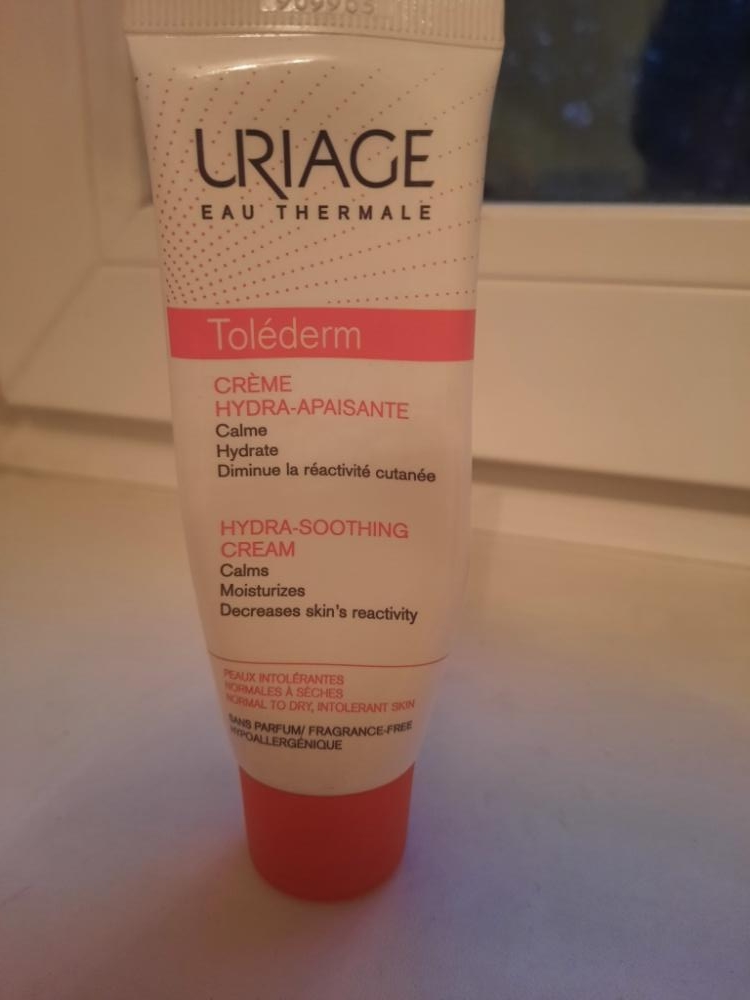 909965
URIAGE
EAU THERMALE
Toléderm
CRÈME
HYDRA-APAISANTE
Calme
Hydrate
Diminue la réactivité cutanée
HYDRA-SOOTHING
CREAM
Calms
Moisturizes
Decreases skin's reactivity
PEAUX INTOLÉRANTES
NORMALES À SÈCHES
NORMAL TO DRY, INTOLERANT SKIN
SANS PARFUM/ FRAGRANCE-FREE
HYPOALLERGÉNIQUE